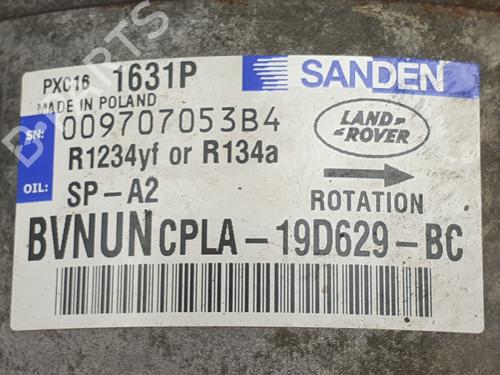 PXC16 1631P SANDEN
MADE IN POLAND
SN: 009707053B4
LAND
ROVER
R1234yf or R134a
OIL: SP-A2 ROTATION
BVNUN CPLA-19D629-BC